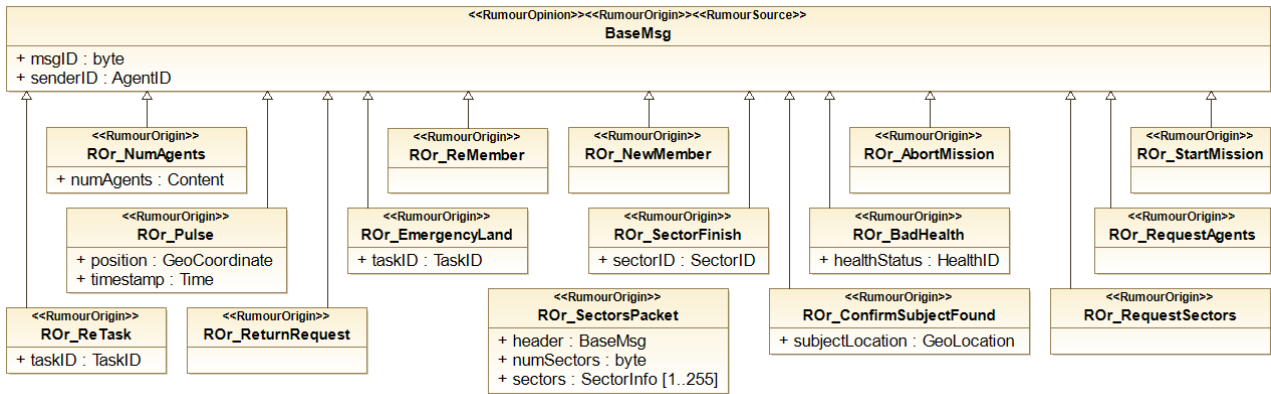 <<RumourOpinion>><<RumourOrigin>><<RumourSource>>
BaseMsg
+ msgID : byte
+ senderID : AgentID
<<RumourOrigin>>
ROr_NumAgents
+ numAgents : Content
<<RumourOrigin>>
ROr_ReMember
<<RumourOrigin>>
ROr_NewMember
<<RumourOrigin>>
ROr_AbortMission
<<RumourOrigin>>
ROr_StartMission
<<RumourOrigin>>
ROr_Pulse
+ position : GeoCoordinate
+ timestamp : Time
<<RumourOrigin>>
ROr_EmergencyLand
+ taskID : TaskID
<<RumourOrigin>>
ROr_SectorFinish
+ sectorID : SectorID
<<RumourOrigin>>
ROr_BadHealth
+ healthStatus : HealthID
<<RumourOrigin>>
ROr_RequestAgents
<<RumourOrigin>>
ROr_ReTask
+ taskID : TaskID
<<RumourOrigin>>
ROr_ReturnRequest
<<RumourOrigin>>
ROr_SectorsPacket
+ header : BaseMsg
+ numSectors : byte
+ sectors : SectorInfo [1..255]
<<RumourOrigin>>
ROr_ConfirmSubjectFound
+ subjectLocation : GeoLocation
<<RumourOrigin>>
ROr_RequestSectors